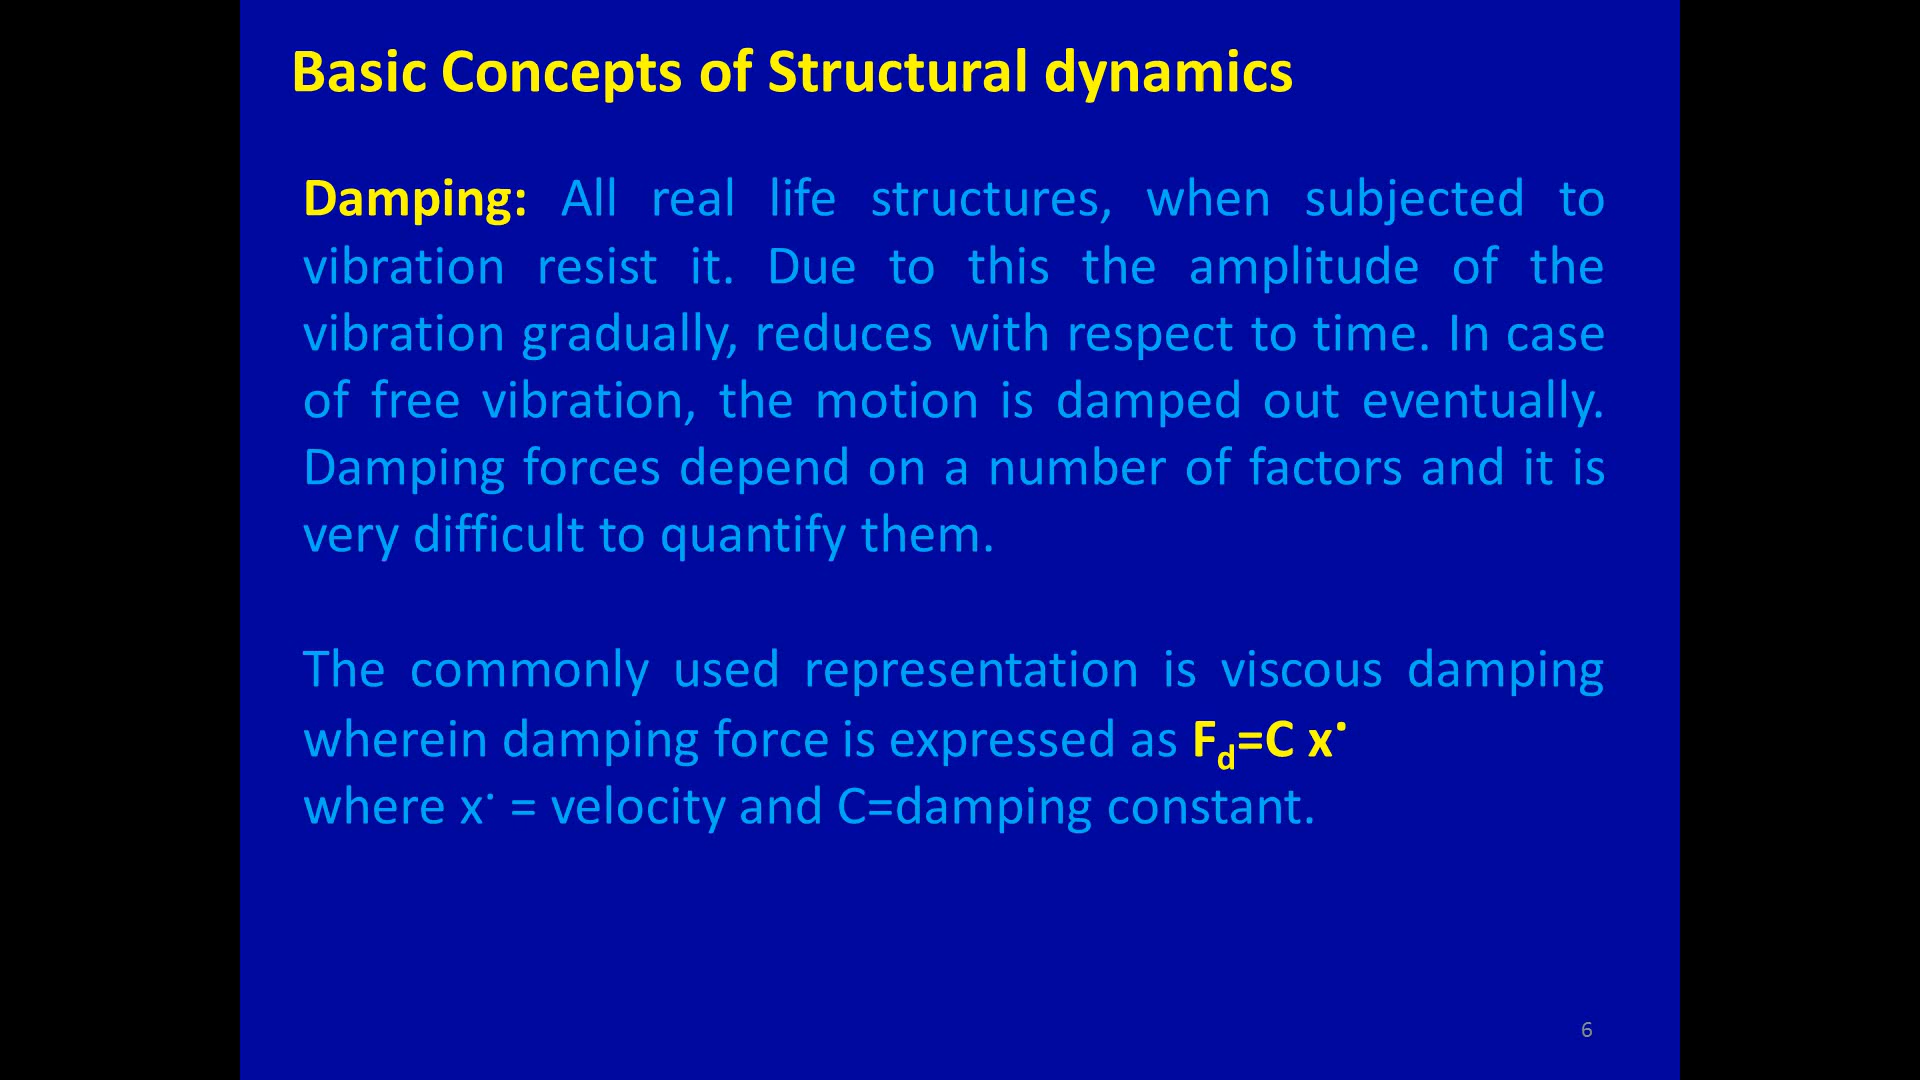 Basic Concepts of Structural dynamics
Damping: All real life structures, when subjected to
vibration resist it. Due to this the amplitude of the
vibration gradually, reduces with respect to time. In case
of free vibration, the motion is damped out eventually.
Damping forces depend on a number of factors and it is
very difficult to quantify them.
The commonly used representation is viscous damping
wherein damping force is expressed as Fd=C x˙
where x˙ = velocity and C=damping constant.
6